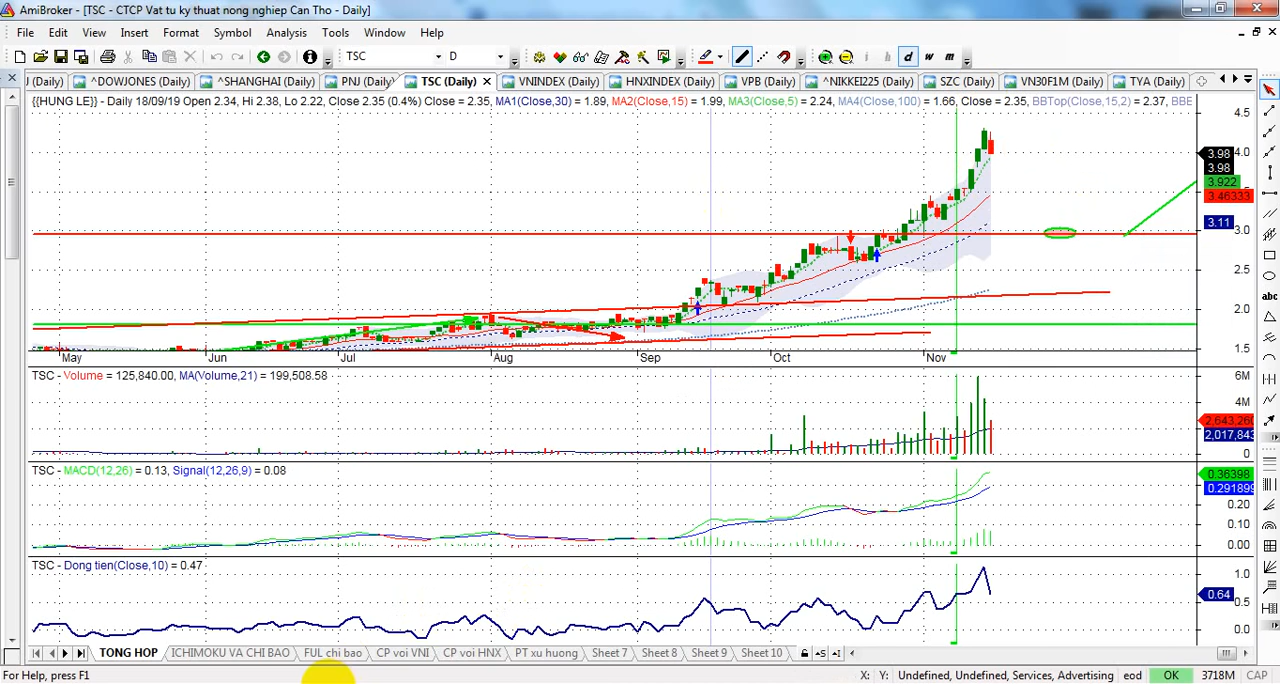 AmiBroker - [TSC - CTCP Vat tu ky thuat nong nghiep Can Tho - Daily]
File Edit View Insert Format Symbol Analysis Tools Window Help
TSC D d w m
J (Daily) ^DOWJONES (Daily) ^SHANGHAI (Daily) PNJ (Daily) TSC (Daily) VNINDEX (Daily) HNXINDEX (Daily) VPB (Daily) ^NIKKEI225 (Daily) SZC (Daily) VN30F1M (Daily) TYA (Daily)
{{HUNG LE}} - Daily 18/09/19 Open 2.34, Hi 2.38, Lo 2.22, Close 2.35 (0.4%) Close = 2.35, MA1(Close,30) = 1.89, MA2(Close,15) = 1.99, MA3(Close,5) = 2.24, MA4(Close,100) = 1.66, Close = 2.35, BBTop(Close,15,2) = 2.37, BBE
4.5
4.0
3.98
3.98
3.922
3.46333
3.11
3.0
2.5
2.0
1.5
May Jun Jul Aug Sep Oct Nov
abc
TSC - Volume = 125,840.00, MA(Volume,21) = 199,508.58
6M
4M
2,643,260
2,017,843
0
TSC - MACD(12,26) = 0.13, Signal(12,26,9) = 0.08
0.36398
0.291899
0.20
0.10
0.00
TSC - Dong tien(Close,10) = 0.47
1.0
0.64
0.5
0.0
TONG HOP ICHIMOKU VA CHI BAO FUL chi bao CP voi VNI CP voi HNX PT xu huong Sheet 7 Sheet 8 Sheet 9 Sheet 10
For Help, press F1 X: Y: Undefined, Undefined, Services, Advertising eod OK 3718M CAP